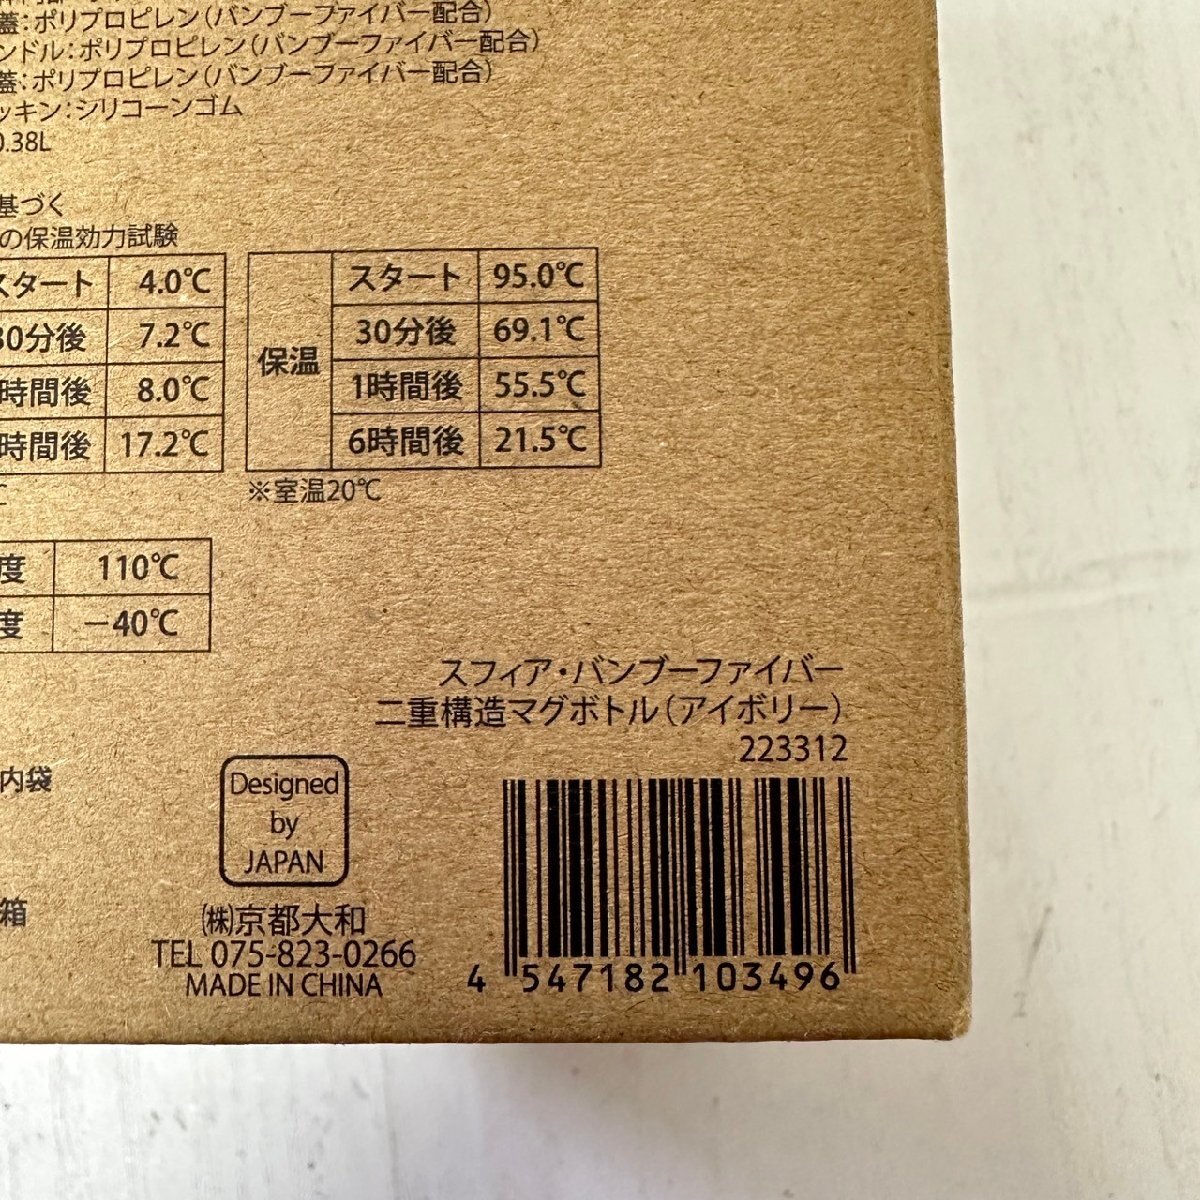 蓋:ポリプロピレン(バンブーファイバー配合)
ンドル:ポリプロピレン(バンブーファイバー配合)
蓋:ポリプロピレン(バンブーファイバー配合)
ッキン:シリコーンゴム
0.38L
基づく
の保温効力試験
スタート 4.0℃
30分後 7.2℃
時間後 8.0℃
時間後 17.2℃
保温
スタート 95.0℃
30分後 69.1℃
1時間後 55.5℃
6時間後 21.5℃
※室温20℃
度 110℃
度 −40℃
スフィア・バンブーファイバー
二重構造マグボトル(アイボリー)
223312
内袋
箱
Designed
by
JAPAN
(株)京都大和
TEL 075-823-0266
MADE IN CHINA
4 547182 103496